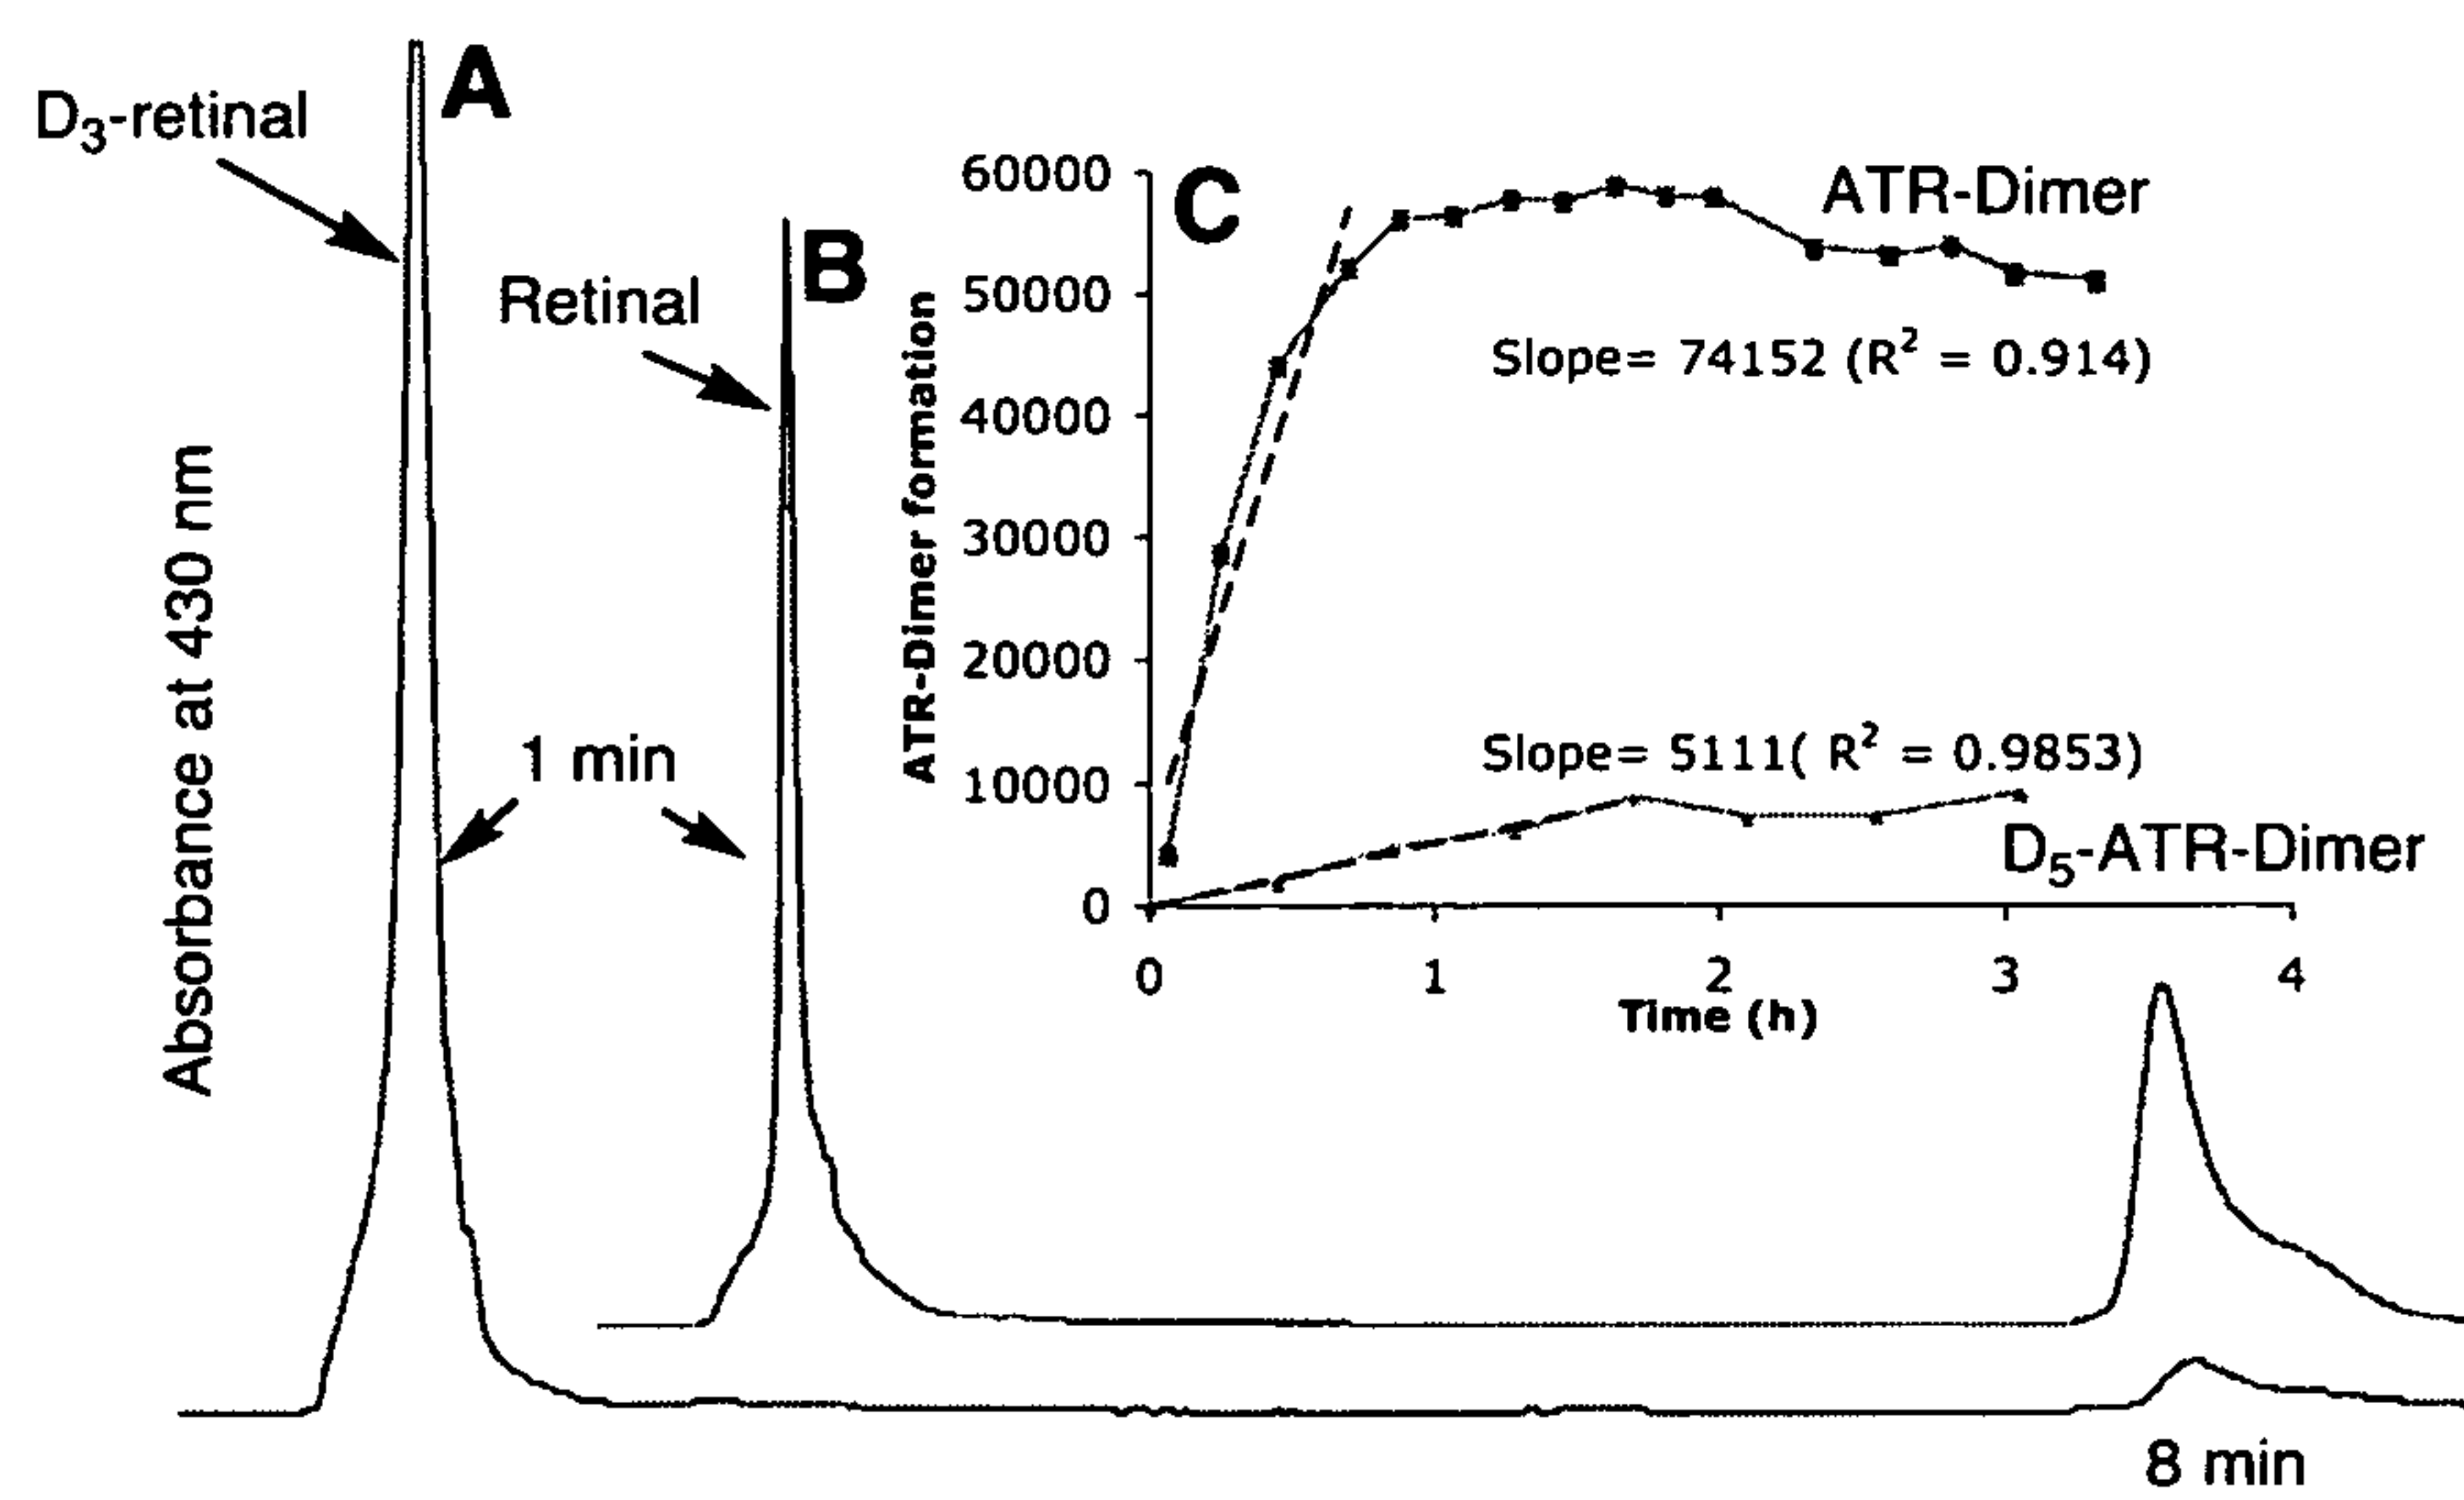 A
D₃-retinal
B
Retinal
1 min
Absorbance at 430 nm
C
ATR-Dimer
60000
50000
40000
30000
20000
10000
0
ATR-Dimer formation
Slope= 74152 (R² = 0.914)
Slope= 5111( R² = 0.9853)
D₅-ATR-Dimer
0 1 2 3 4
Time (h)
8 min